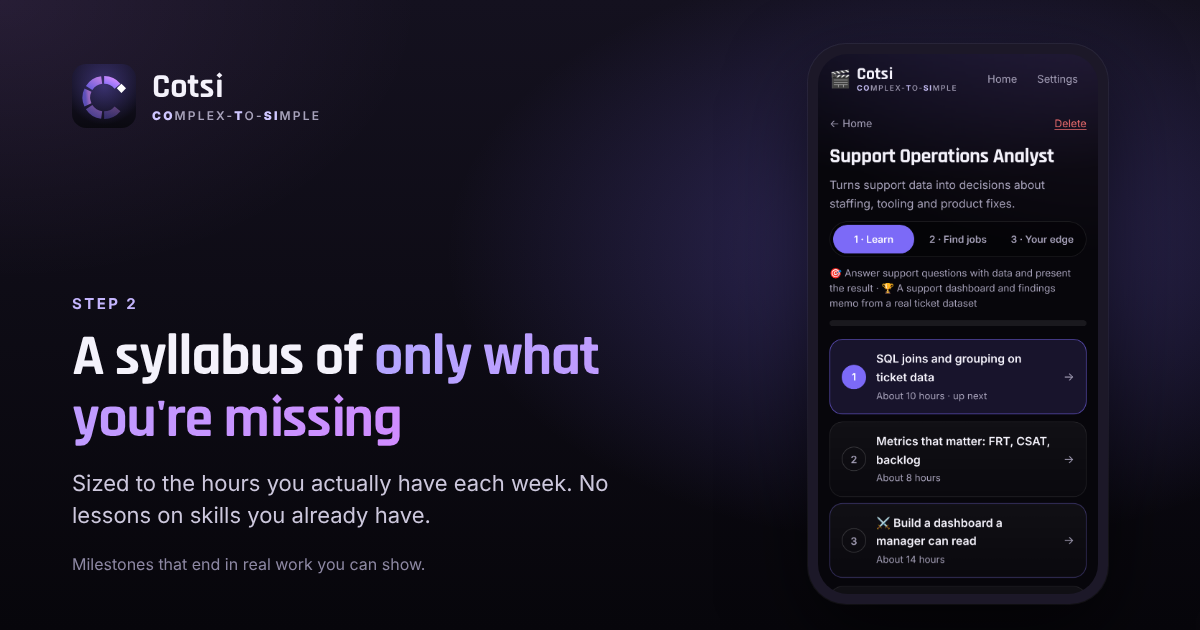 Cotsi
COMPLEX-TO-SIMPLE
STEP 2
A syllabus of only what
you're missing
Sized to the hours you actually have each week. No
lessons on skills you already have.
Milestones that end in real work you can show.
🎬 Cotsi
COMPLEX-TO-SIMPLE
Home Settings
← Home Delete
Support Operations Analyst
Turns support data into decisions about
staffing, tooling and product fixes.
1 · Learn 2 · Find jobs 3 · Your edge
🎯 Answer support questions with data and present
the result · 🏆 A support dashboard and findings
memo from a real ticket dataset
1
SQL joins and grouping on
ticket data
About 10 hours · up next
→
2
Metrics that matter: FRT, CSAT,
backlog
About 8 hours
→
3
⚔️ Build a dashboard a
manager can read
About 14 hours
→